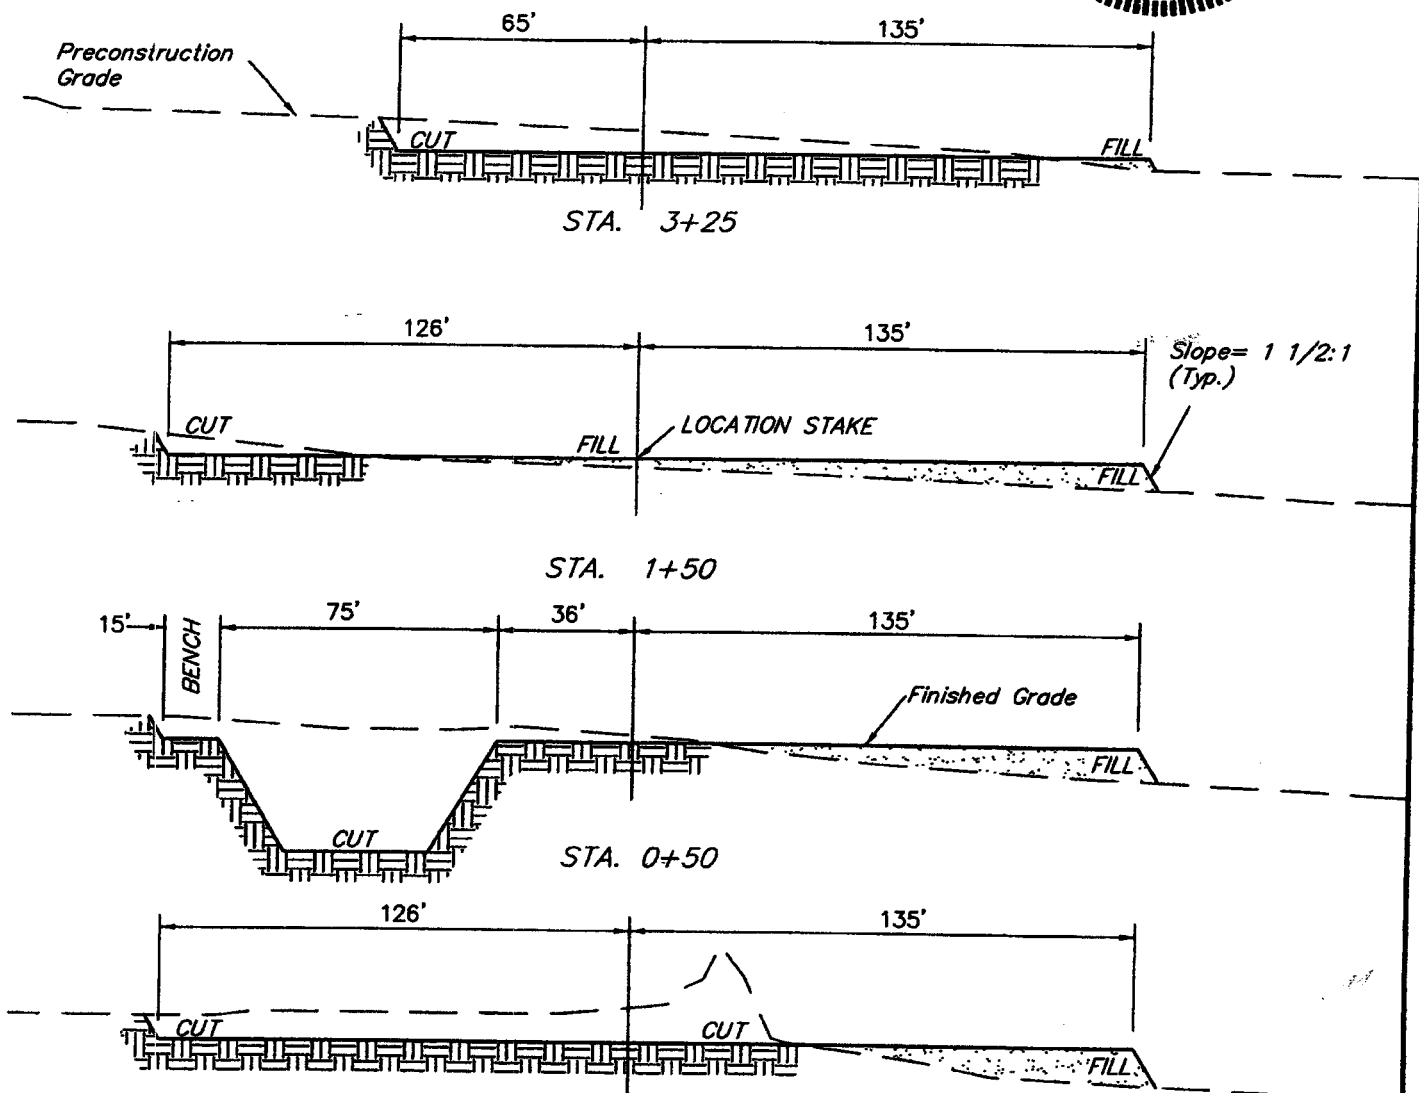 65'
135'
Preconstruction
Grade
CUT
FILL
STA. 3+25
126'
135'
Slope= 1 1/2:1
(Typ.)
CUT
FILL
LOCATION STAKE
FILL
STA. 1+50
15'
BENCH
75'
36'
135'
Finished Grade
FILL
CUT
STA. 0+50
126'
135'
CUT
CUT
FILL